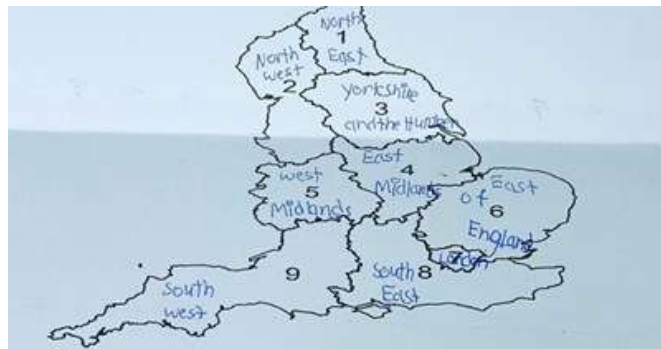 North
1
East
North
west
2
Yorkshire
3
and the Humber
East
4
Midlands
west
5
Midlands
East
of
6
England
London
9
South
8
East
South
west